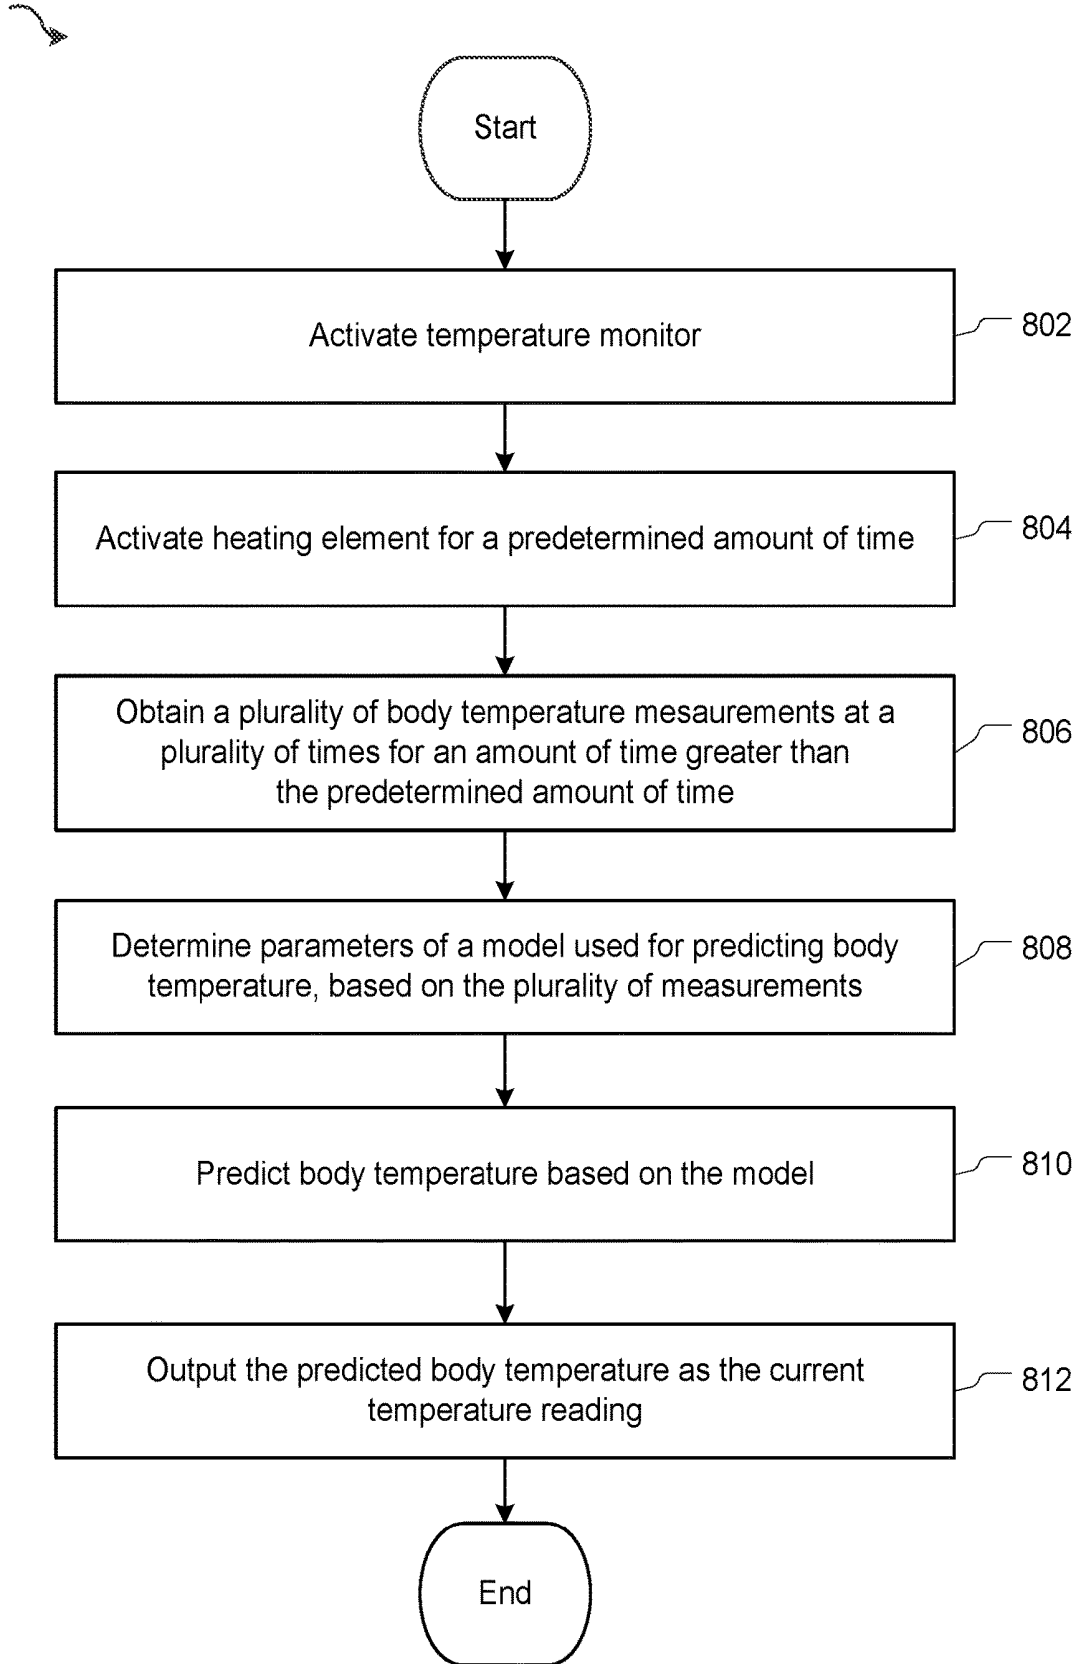 Start
Activate temperature monitor
802
Activate heating element for a predetermined amount of time
804
Obtain a plurality of body temperature mesaurements at a
plurality of times for an amount of time greater than
the predetermined amount of time
806
Determine parameters of a model used for predicting body
temperature, based on the plurality of measurements
808
Predict body temperature based on the model
810
Output the predicted body temperature as the current
temperature reading
812
End